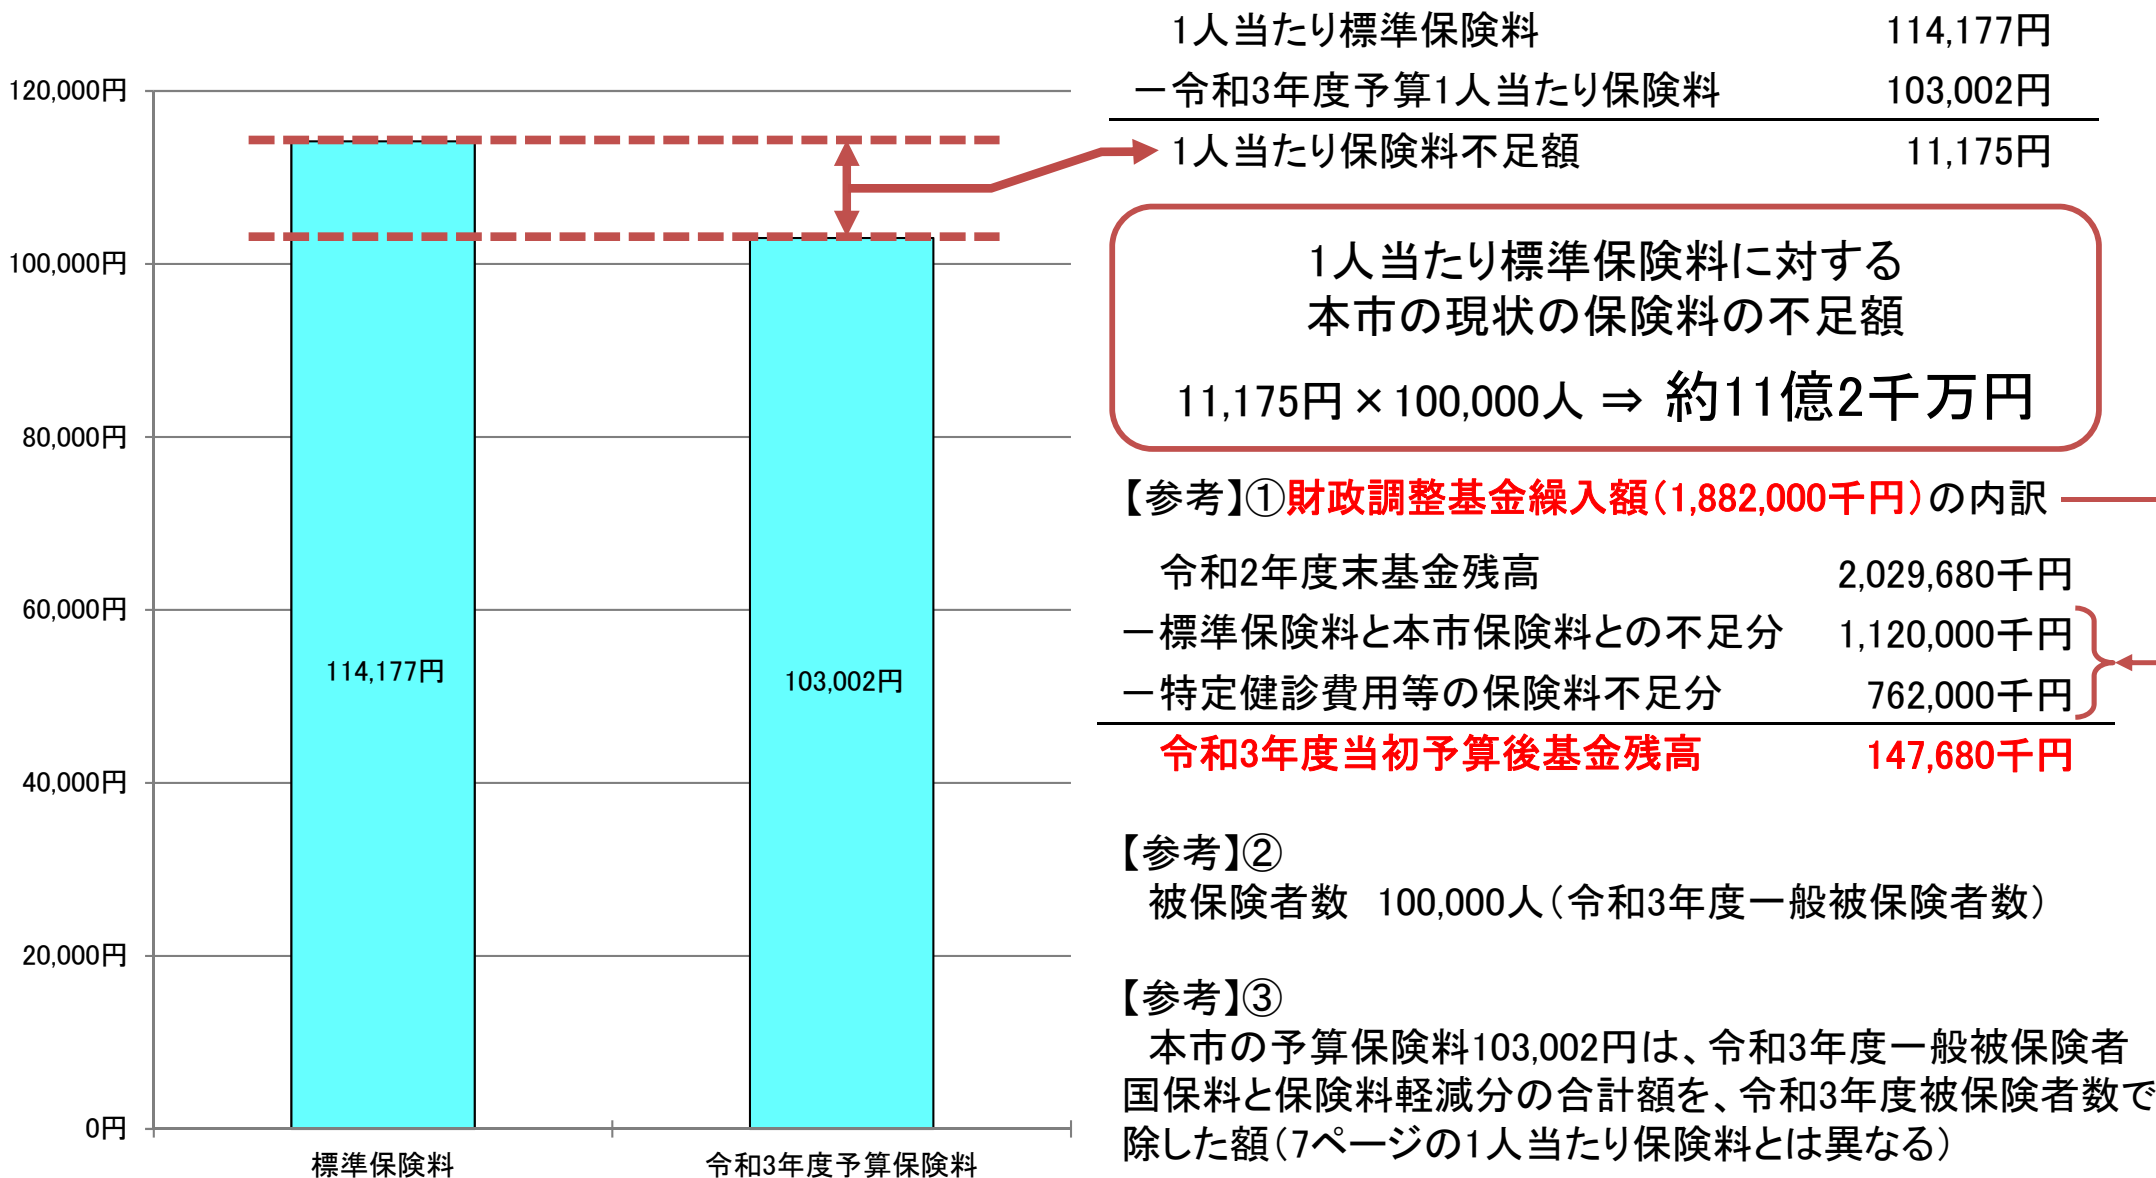 120,000円
100,000円
80,000円
60,000円
40,000円
20,000円
0円
114,177円
103,002円
標準保険料
令和3年度予算保険料
1人当たり標準保険料 114,177円
－令和3年度予算1人当たり保険料 103,002円
1人当たり保険料不足額 11,175円
1人当たり標準保険料に対する
本市の現状の保険料の不足額
11,175円×100,000人 ⇒ 約11億2千万円
【参考】①財政調整基金繰入額（1,882,000千円）の内訳
令和2年度末基金残高 2,029,680千円
－標準保険料と本市保険料との不足分 1,120,000千円
－特定健診費用等の保険料不足分 762,000千円
令和3年度当初予算後基金残高 147,680千円
【参考】②
被保険者数　100,000人（令和3年度一般被保険者数）
【参考】③
本市の予算保険料103,002円は、令和3年度一般被保険者
国保料と保険料軽減分の合計額を、令和3年度被保険者数で
除した額（7ページの1人当たり保険料とは異なる）